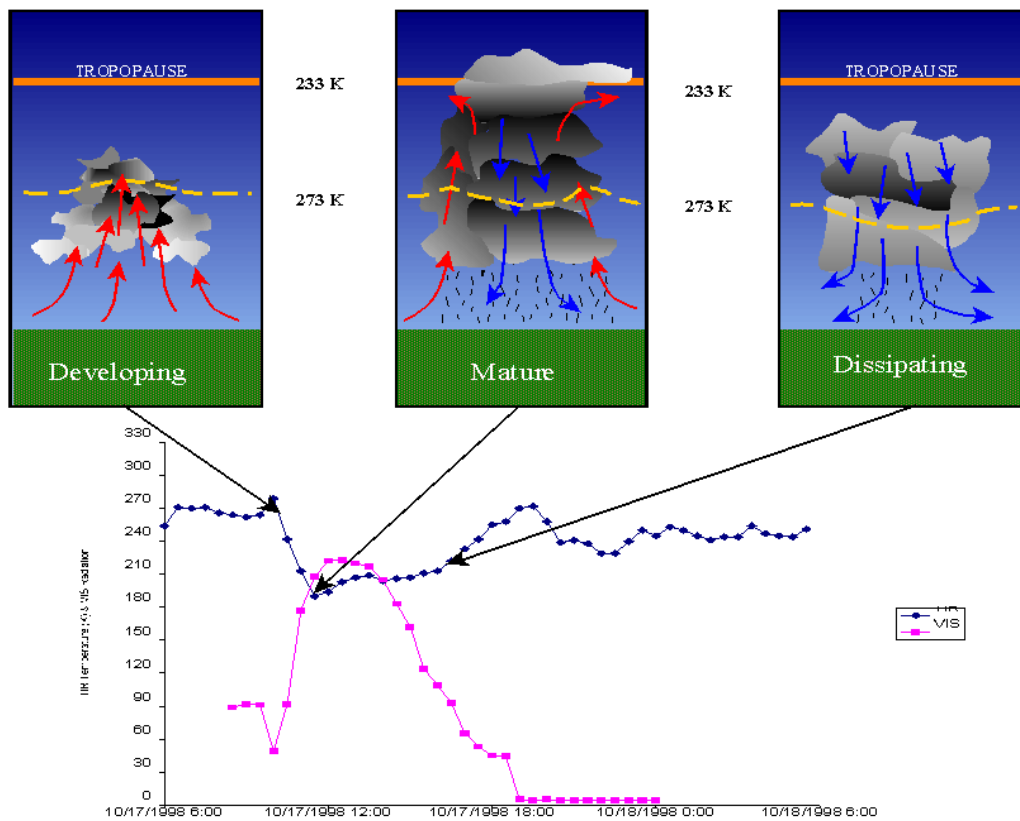 TROPOPAUSE
233 K
233 K
TROPOPAUSE
273 K
273 K
Developing
Mature
Dissipating
330
300
270
240
210
180
150
120
90
60
30
0
VIS
10/17/1998 6:00
10/17/1998 12:00
10/17/1998 18:00
10/18/1998 0:00
10/18/1998 6:00